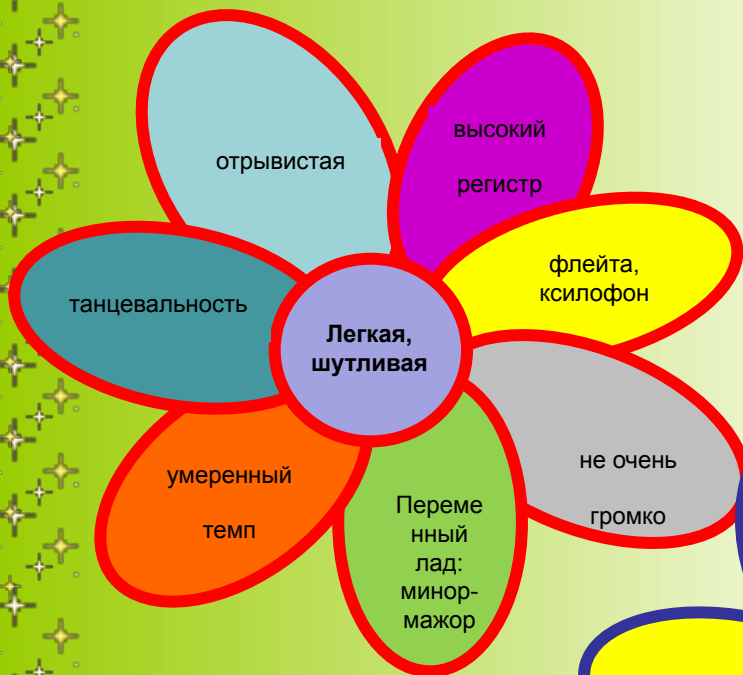 отрывистая
высокий
регистр
флейта,
ксилофон
танцевальность
Легкая,
шутливая
не очень
громко
умеренный
темп
Переме
нный
лад:
минор-
мажор